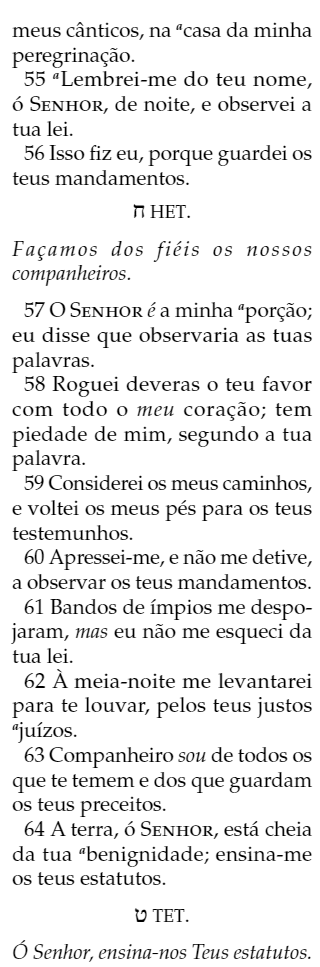 meus cânticos, na ᵃcasa da minha
peregrinação.
55 ᵃLembrei-me do teu nome,
ó SENHOR, de noite, e observei a
tua lei.
56 Isso fiz eu, porque guardei os
teus mandamentos.
ח HET.
Façamos dos fiéis os nossos
companheiros.
57 O SENHOR é a minha ᵃporção;
eu disse que observaria as tuas
palavras.
58 Roguei deveras o teu favor
com todo o meu coração; tem
piedade de mim, segundo a tua
palavra.
59 Considerei os meus caminhos,
e voltei os meus pés para os teus
testemunhos.
60 Apressei-me, e não me detive,
a observar os teus mandamentos.
61 Bandos de ímpios me despo-
jaram, mas eu não me esqueci da
tua lei.
62 À meia-noite me levantarei
para te louvar, pelos teus justos
ᵃjuízos.
63 Companheiro sou de todos os
que te temem e dos que guardam
os teus preceitos.
64 A terra, ó SENHOR, está cheia
da tua ᵃbenignidade; ensina-me
os teus estatutos.
ט TET.
Ó Senhor, ensina-nos Teus estatutos.